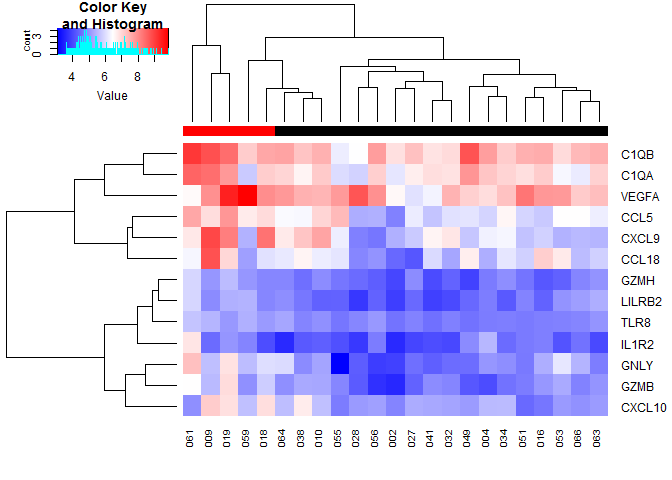 Color Key
and Histogram
Count
0 3
4 6 8
Value
C1QB
C1QA
VEGFA
CCL5
CXCL9
CCL18
GZMH
LILRB2
TLR8
IL1R2
GNLY
GZMB
CXCL10
061 009 019 059 018 064 038 010 055 028 056 002 027 041 032 049 004 034 051 016 053 066 063